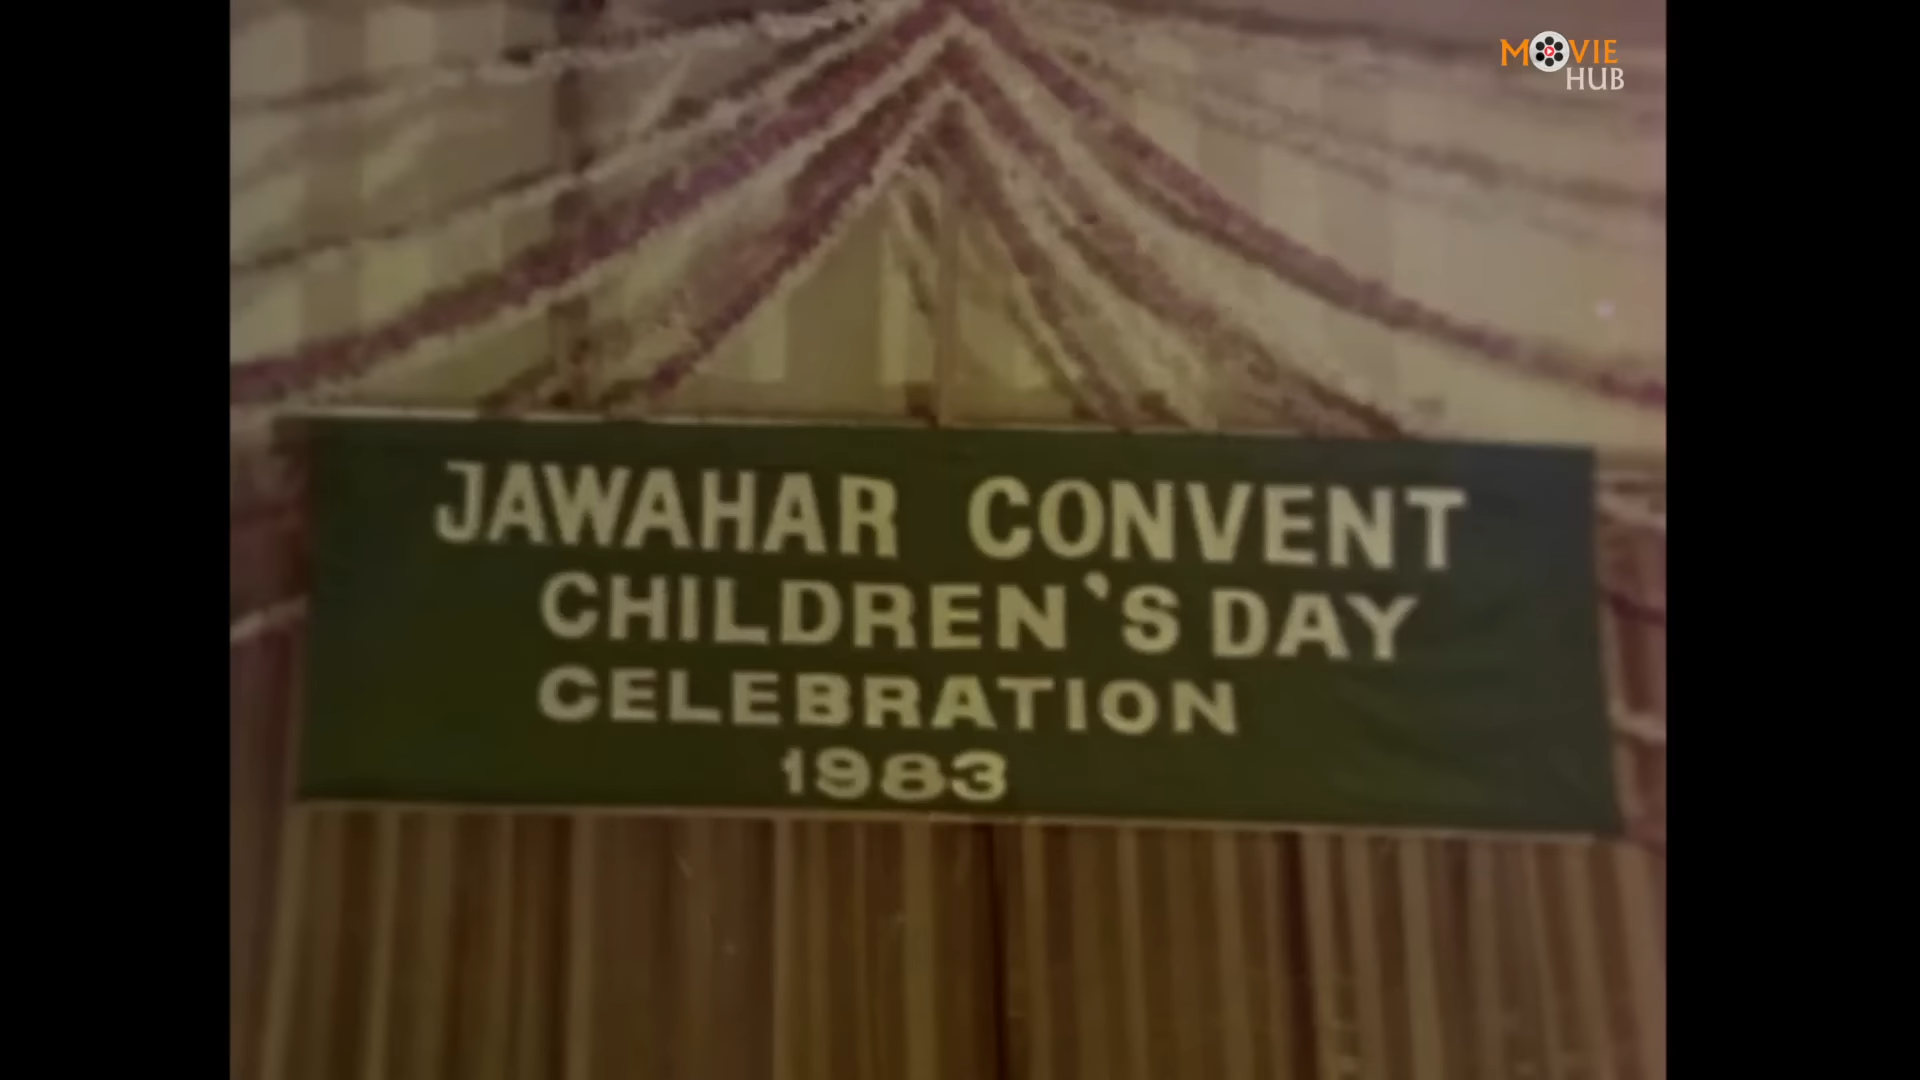 MOVIE
HUB
JAWAHAR CONVENT
CHILDREN'S DAY
CELEBRATION
1983